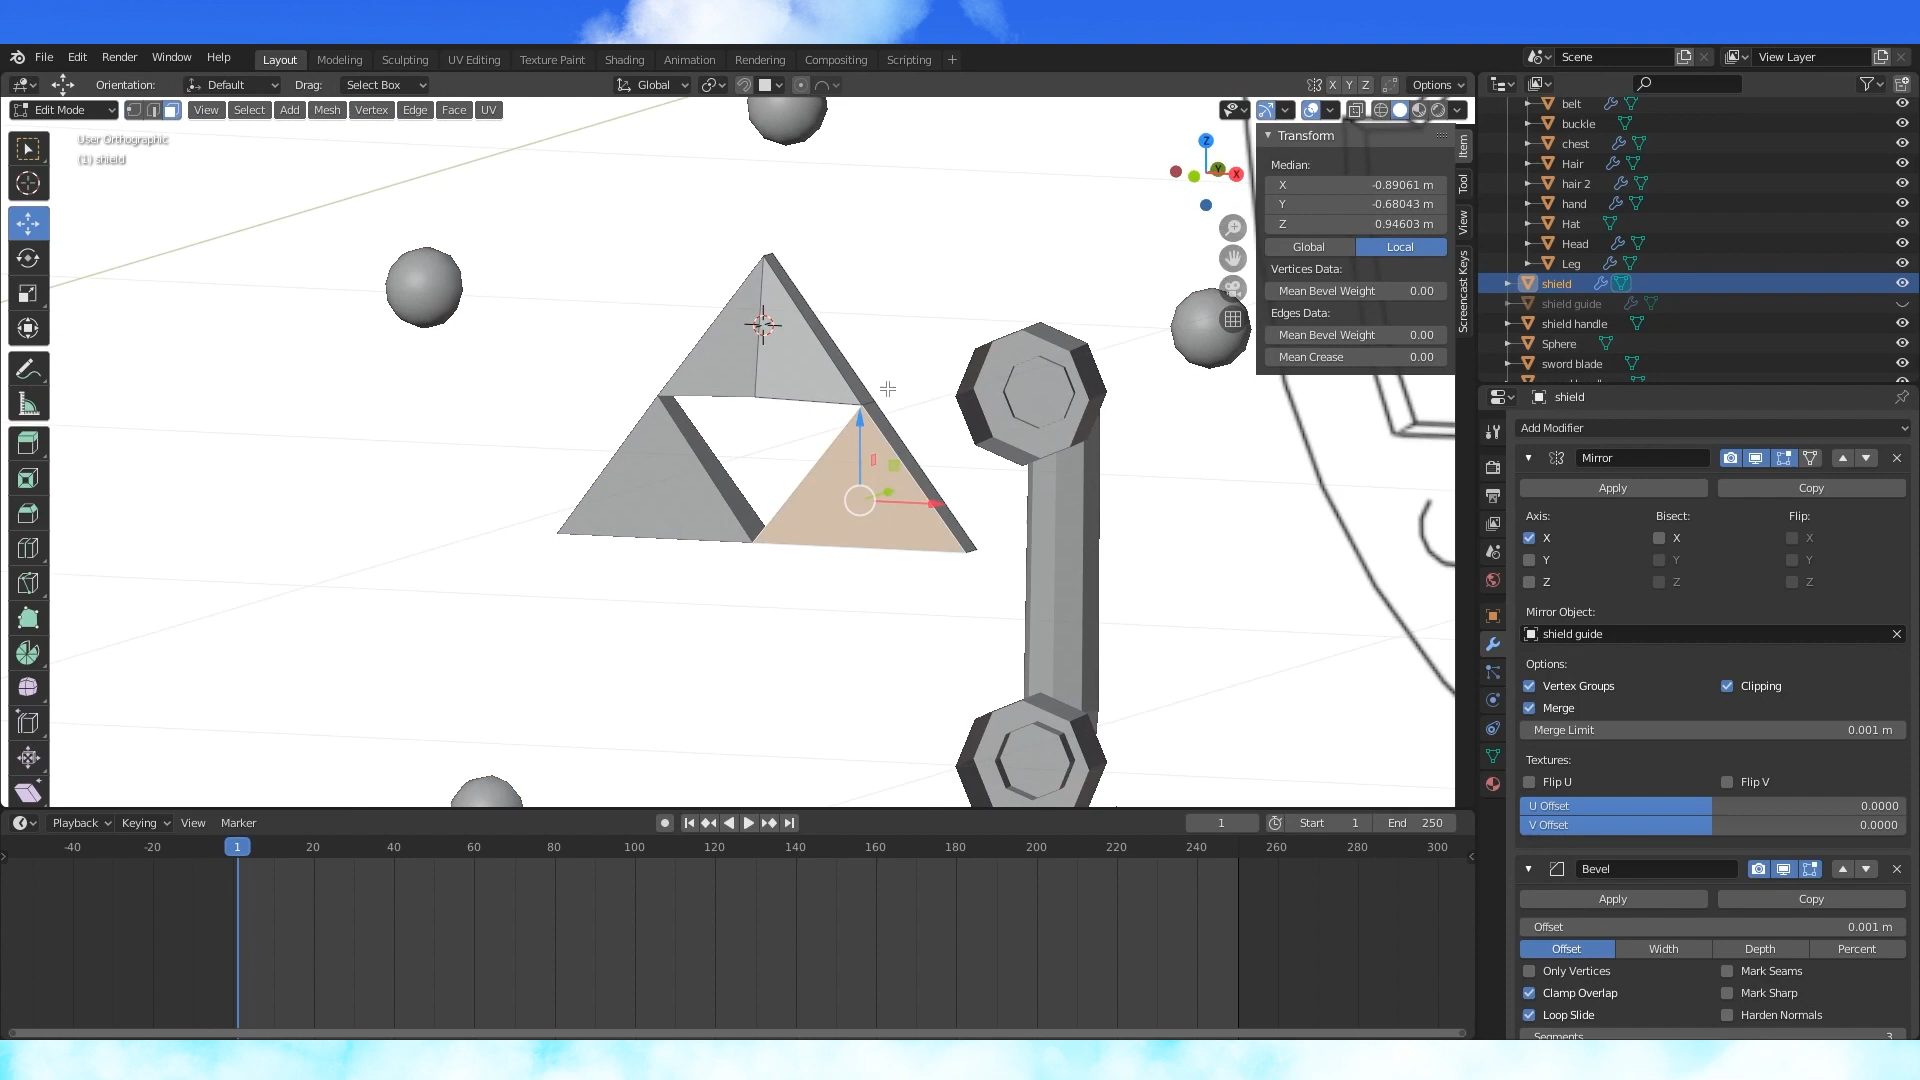 File Edit Render Window Help Layout Modeling Sculpting UV Editing Texture Paint Shading Animation Rendering Compositing Scripting + Scene View Layer
Orientation: Default Drag: Select Box Global X Y Z Options
Edit Mode View Select Add Mesh Vertex Edge Face UV
User Orthographic
(1) shield
Z
Y
X
Transform
Median:
X -0.89061 m
Y -0.68043 m
Z 0.94603 m
Global Local
Vertices Data:
Mean Bevel Weight 0.00
Edges Data:
Mean Bevel Weight 0.00
Mean Crease 0.00
Item
Tool
View
Screencast Keys
belt
buckle
chest
Hair
hair 2
hand
Hat
Head
Leg
shield
shield guide
shield handle
Sphere
sword blade
shield
Add Modifier
Mirror
Apply Copy
Axis: Bisect: Flip:
X X X
Y Y Y
Z Z Z
Mirror Object:
shield guide
Options:
Vertex Groups Clipping
Merge
Merge Limit 0.001 m
Textures:
Flip U Flip V
U Offset 0.0000
V Offset 0.0000
Bevel
Apply Copy
Offset 0.001 m
Offset Width Depth Percent
Only Vertices Mark Seams
Clamp Overlap Mark Sharp
Loop Slide Harden Normals
Segments 3
Playback Keying View Marker 1 Start 1 End 250
-40 -20 1 20 40 60 80 100 120 140 160 180 200 220 240 260 280 300